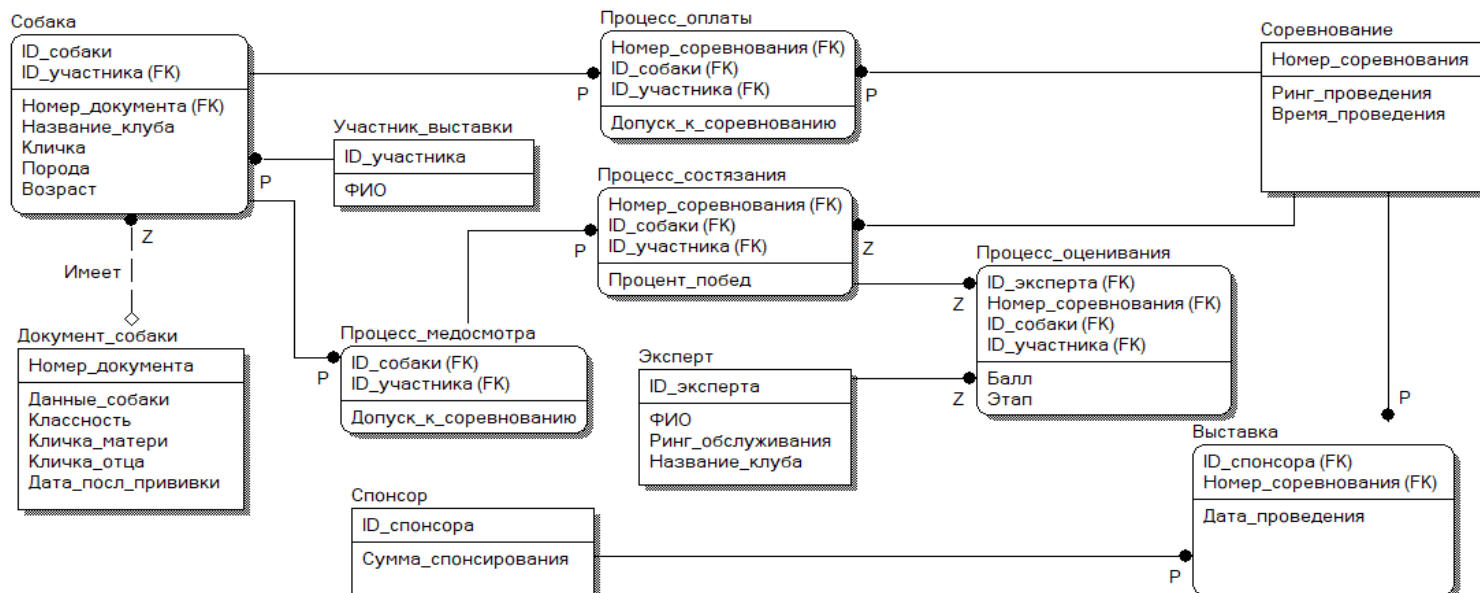 Собака
ID_собаки
ID_участника (FK)
Номер_документа (FK)
Название_клуба
Кличка
Порода
Возраст
Z
P
P
Имеет
Документ_собаки
Номер_документа
Данные_собаки
Классность
Кличка_матери
Кличка_отца
Дата_посл_прививки
Участник_выставки
ID_участника
ФИО
Процесс_медосмотра
ID_собаки (FK)
ID_участника (FK)
Допуск_к_соревнованию
Процесс_оплаты
Номер_соревнования (FK)
ID_собаки (FK)
ID_участника (FK)
Допуск_к_соревнованию
P
P
Процесс_состязания
Номер_соревнования (FK)
ID_собаки (FK)
ID_участника (FK)
Процент_побед
P
Z
Соревнование
Номер_соревнования
Ринг_проведения
Время_проведения
Процесс_оценивания
ID_эксперта (FK)
Номер_соревнования (FK)
ID_собаки (FK)
ID_участника (FK)
Балл
Этап
Z
Z
Эксперт
ID_эксперта
ФИО
Ринг_обслуживания
Название_клуба
Спонсор
ID_спонсора
Сумма_спонсирования
P
Выставка
ID_спонсора (FK)
Номер_соревнования (FK)
Дата_проведения
P